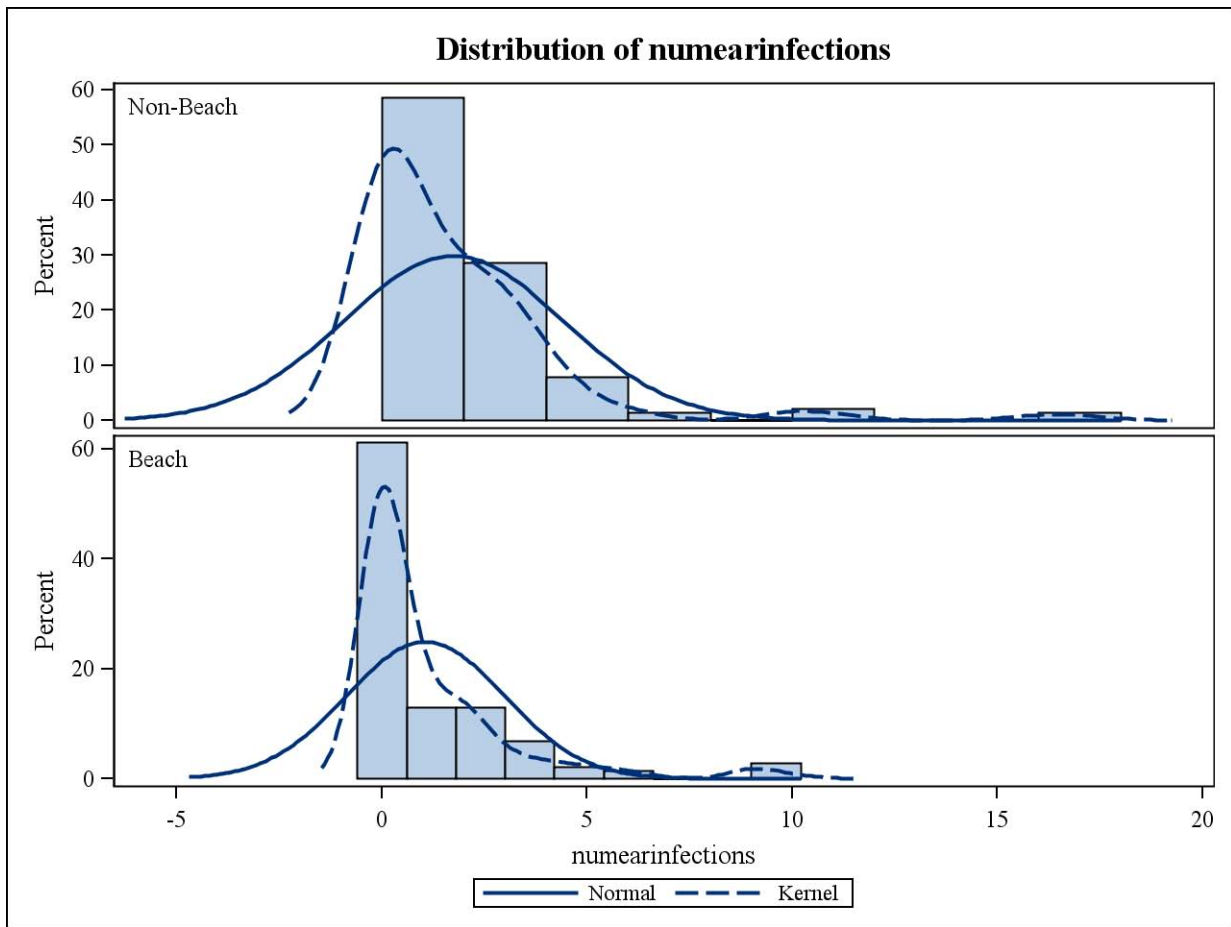 Distribution of numearinfections
Non-Beach
60
50
40
30
20
10
0
Percent
Beach
60
40
20
0
Percent
-5 0 5 10 15 20
numearinfections
Normal Kernel